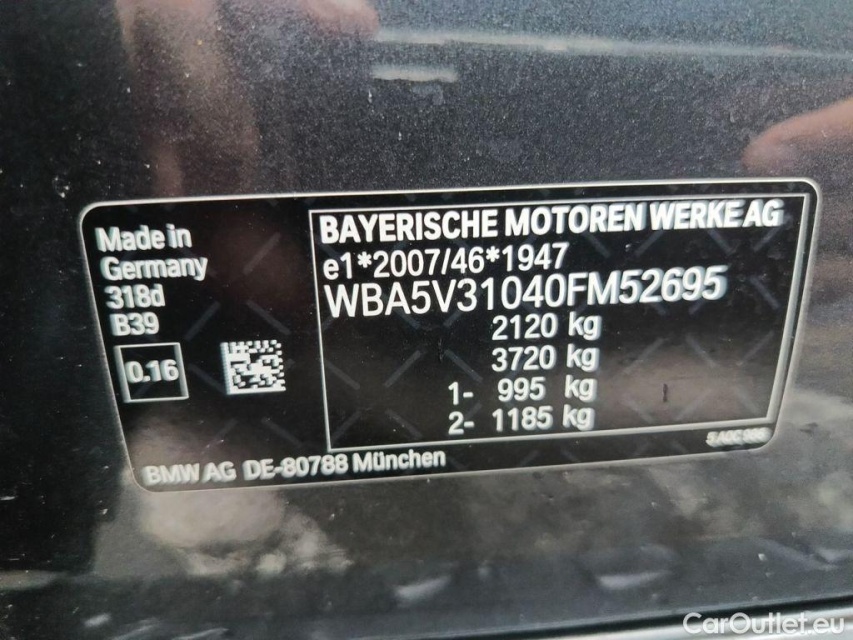 Made in
Germany
318d
B39
0.16
BAYERISCHE MOTOREN WERKE AG
e1*2007/46*1947
WBA5V31040FM52695
2120 kg
3720 kg
1- 995 kg
2- 1185 kg
BMW AG DE-80788 München
CarOutlet.eu